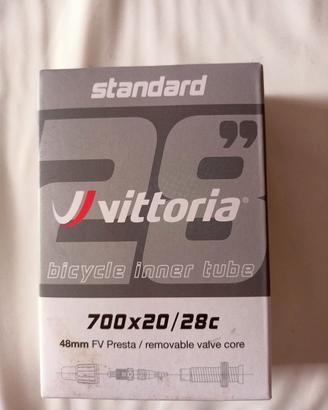 standard
28”
vittoria®
bicycle inner tube
700x20/28c
48mm FV Presta / removable valve core